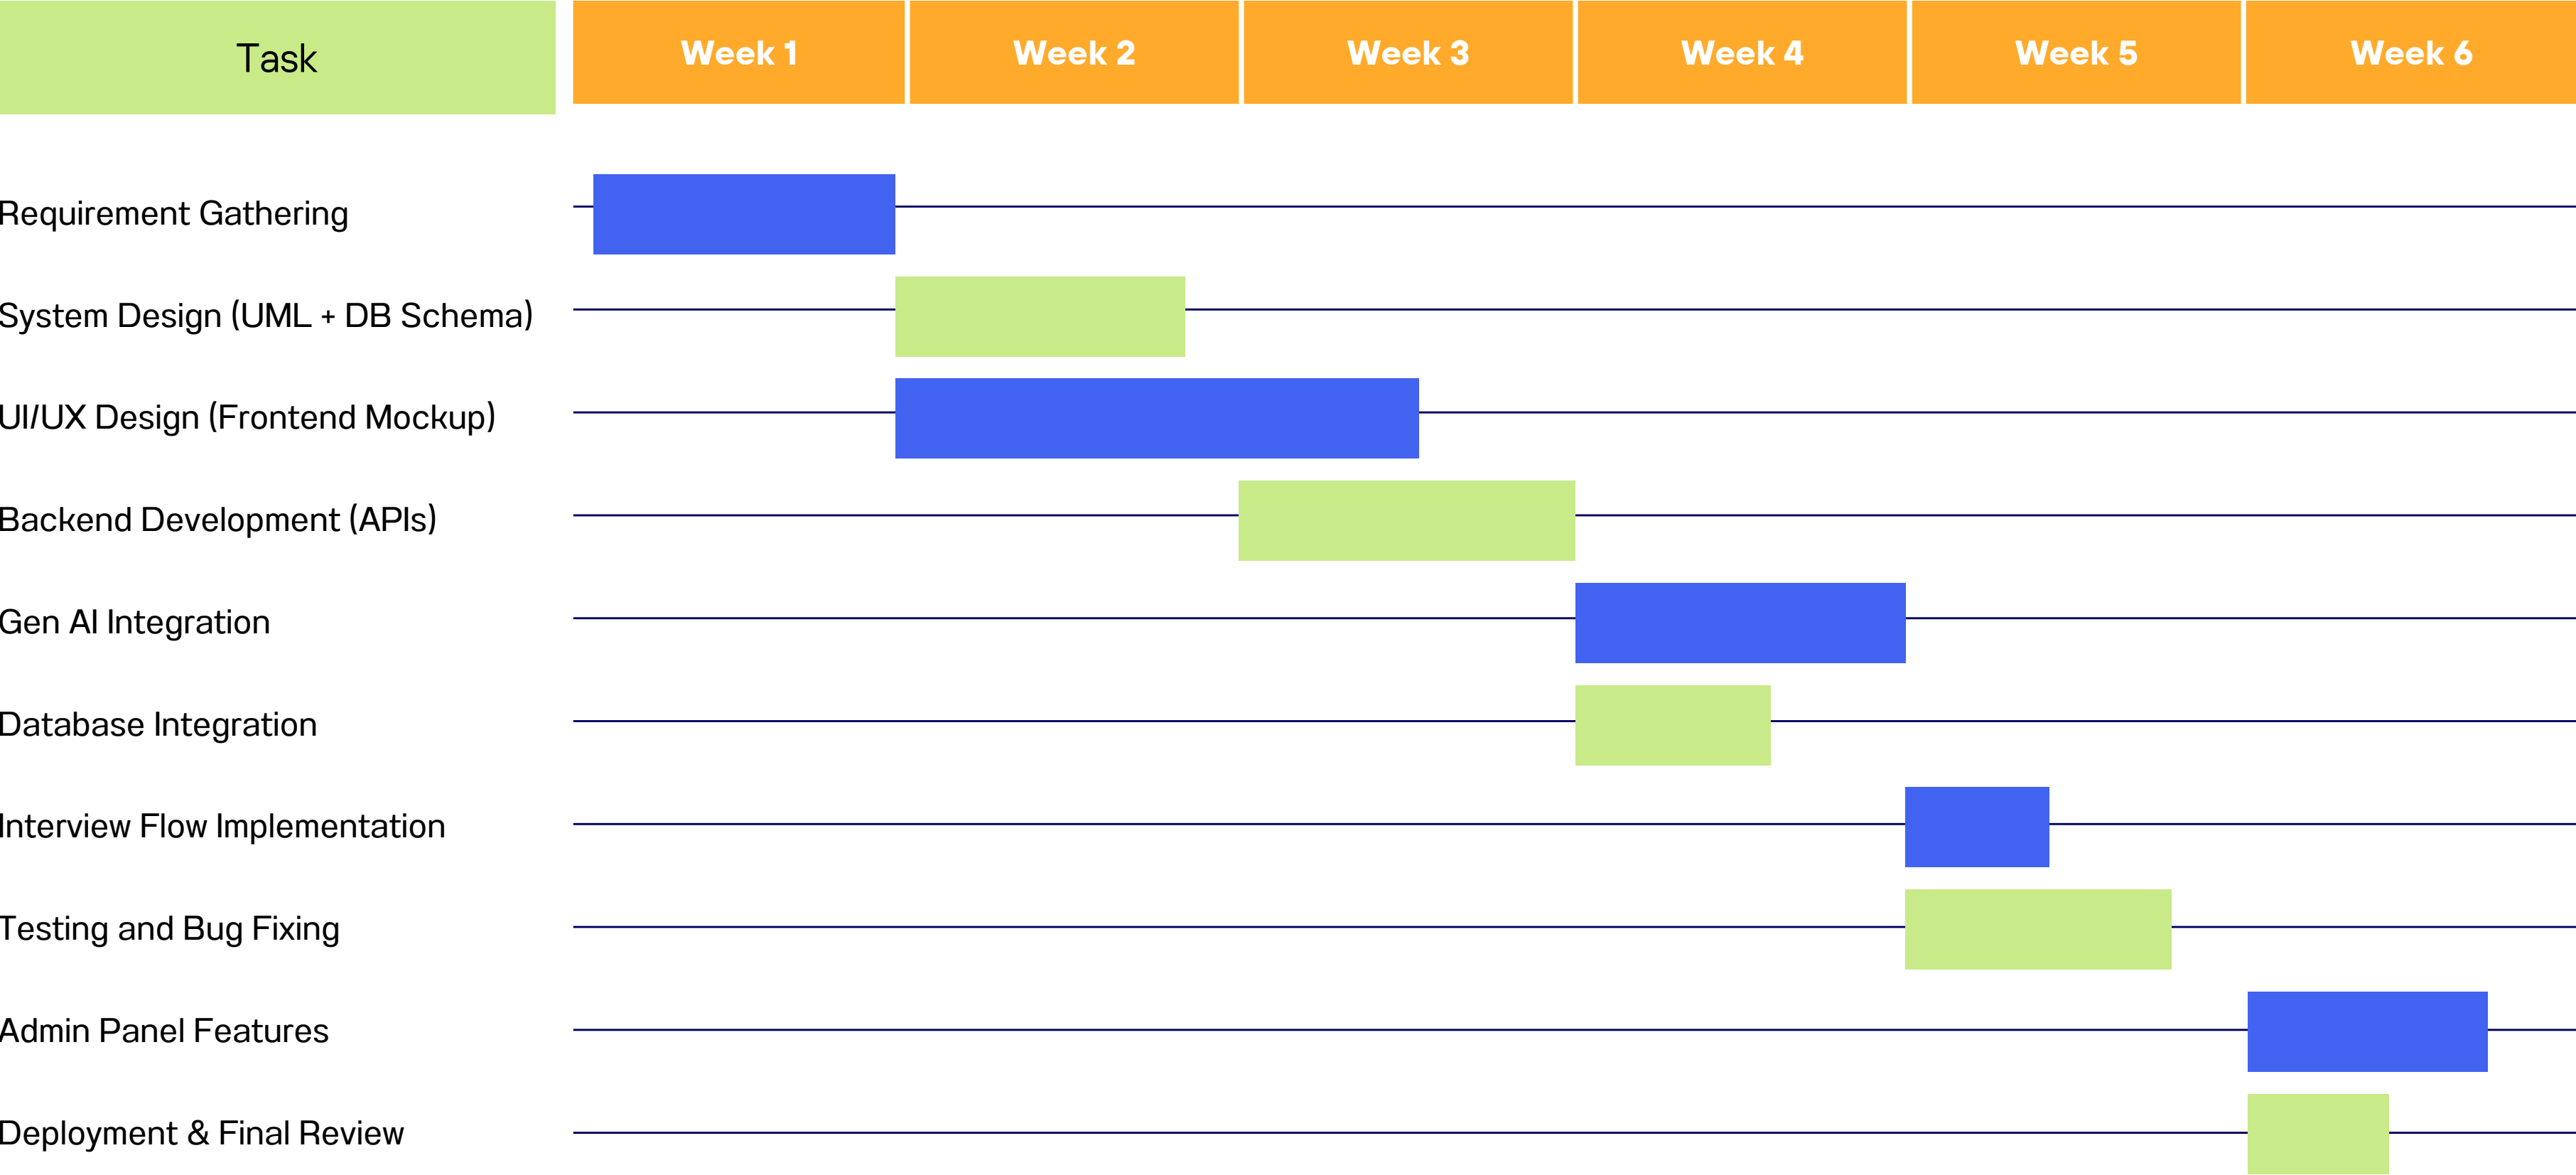 Task
Week 1
Week 2
Week 3
Week 4
Week 5
Week 6
Requirement Gathering
System Design (UML + DB Schema)
UI/UX Design (Frontend Mockup)
Backend Development (APIs)
Gen AI Integration
Database Integration
Interview Flow Implementation
Testing and Bug Fixing
Admin Panel Features
Deployment & Final Review